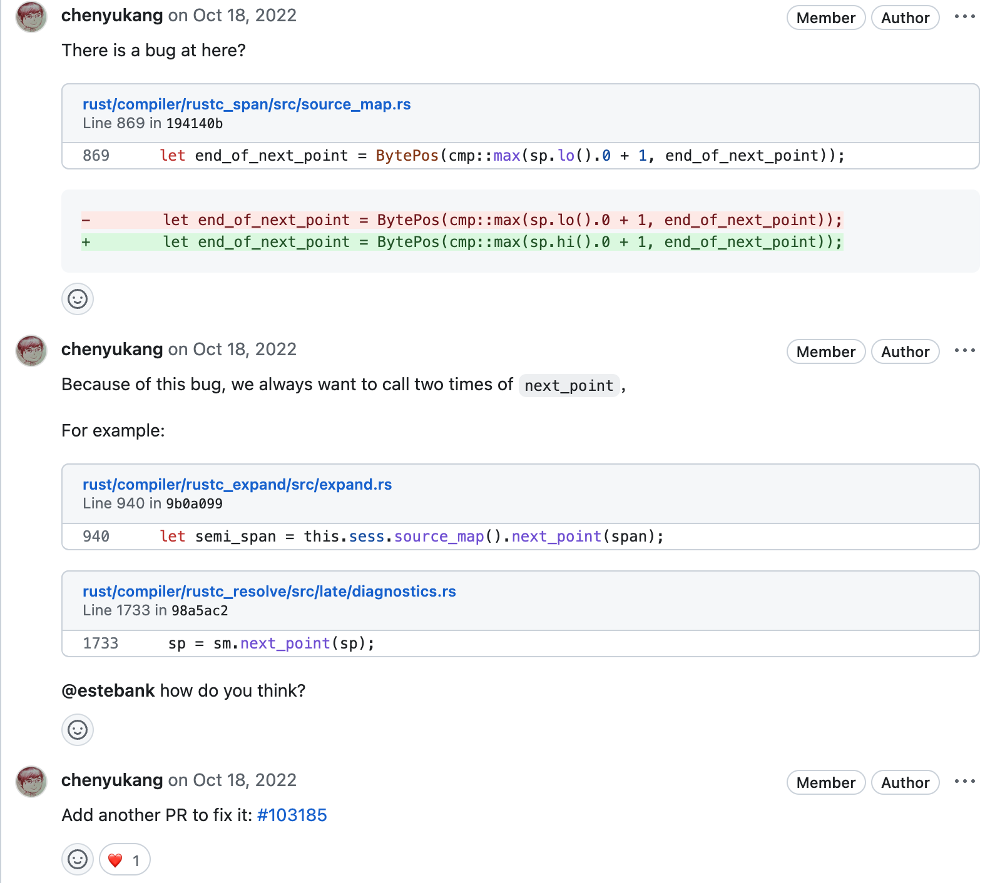 chenyukang on Oct 18, 2022 Member Author
There is a bug at here?
rust/compiler/rustc_span/src/source_map.rs
Line 869 in 194140b
869 let end_of_next_point = BytePos(cmp::max(sp.lo().0 + 1, end_of_next_point));
- let end_of_next_point = BytePos(cmp::max(sp.lo().0 + 1, end_of_next_point));
+ let end_of_next_point = BytePos(cmp::max(sp.hi().0 + 1, end_of_next_point));
chenyukang on Oct 18, 2022 Member Author
Because of this bug, we always want to call two times of next_point,
For example:
rust/compiler/rustc_expand/src/expand.rs
Line 940 in 9b0a099
940 let semi_span = this.sess.source_map().next_point(span);
rust/compiler/rustc_resolve/src/late/diagnostics.rs
Line 1733 in 98a5ac2
1733 sp = sm.next_point(sp);
@estebank how do you think?
chenyukang on Oct 18, 2022 Member Author
Add another PR to fix it: #103185
1